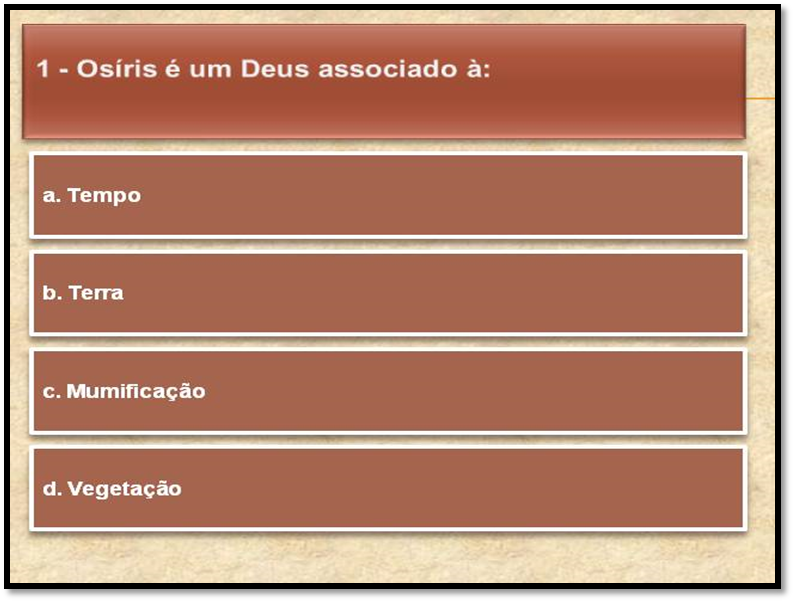 1 - Osíris é um Deus associado à:
a. Tempo
b. Terra
c. Mumificação
d. Vegetação